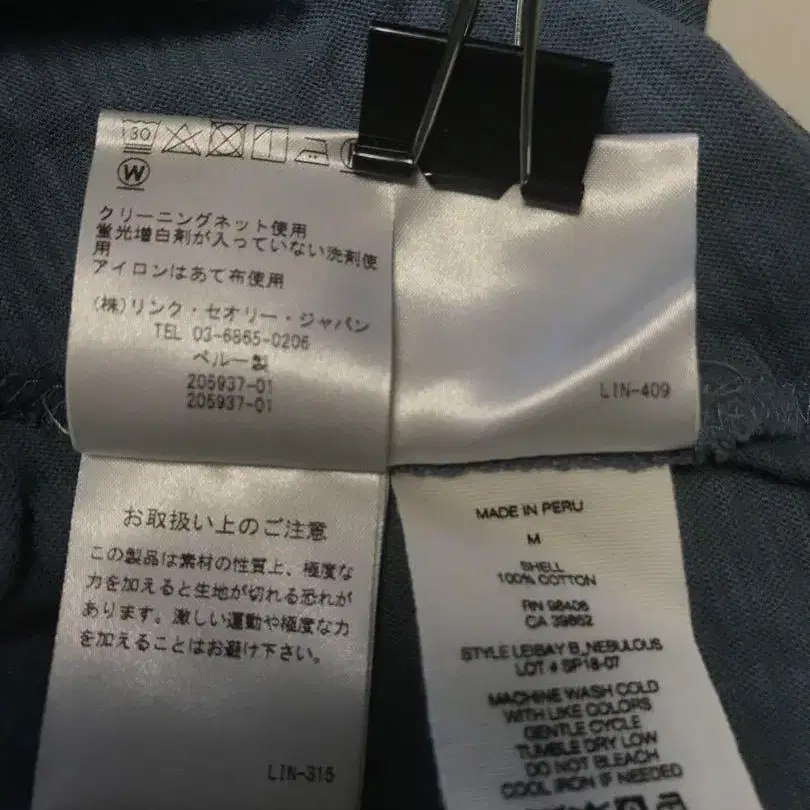 30
W
クリーニングネット使用
蛍光増白剤が入っていない洗剤使
用
アイロンはあて布使用
(株)リンク・セオリー・ジャパン
TEL 03-6865-0206
ペルー製
205937-01
205937-01
LIN-409
お取扱い上のご注意
この製品は素材の性質上、極度な
力を加えると生地が切れる恐れが
あります。激しい運動や極度な力
を加えることはお避け下さい。
LIN-315
MADE IN PERU
M
SHELL
100% COTTON
RN 98406
CA 39862
STYLE LEIBAY B_NEBULOUS
LOT # SP18-07
MACHINE WASH COLD
WITH LIKE COLORS
GENTLE CYCLE
TUMBLE DRY LOW
DO NOT BLEACH
COOL IRON IF NEEDED